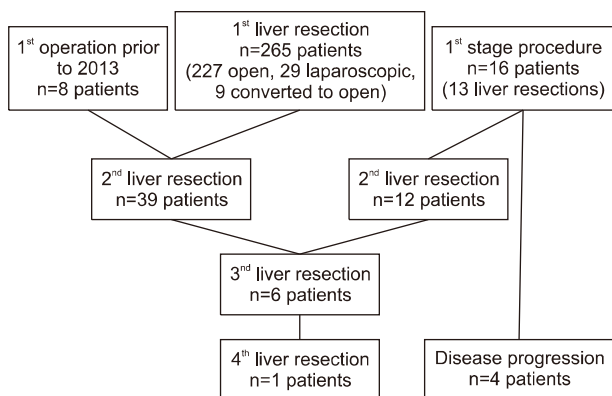 1st operation prior
to 2013
n=8 patients
1st liver resection
n=265 patients
(227 open, 29 laparoscopic,
9 converted to open)
1st stage procedure
n=16 patients
(13 liver resections)
2nd liver resection
n=39 patients
2nd liver resection
n=12 patients
3nd liver resection
n=6 patients
4th liver resection
n=1 patients
Disease progression
n=4 patients